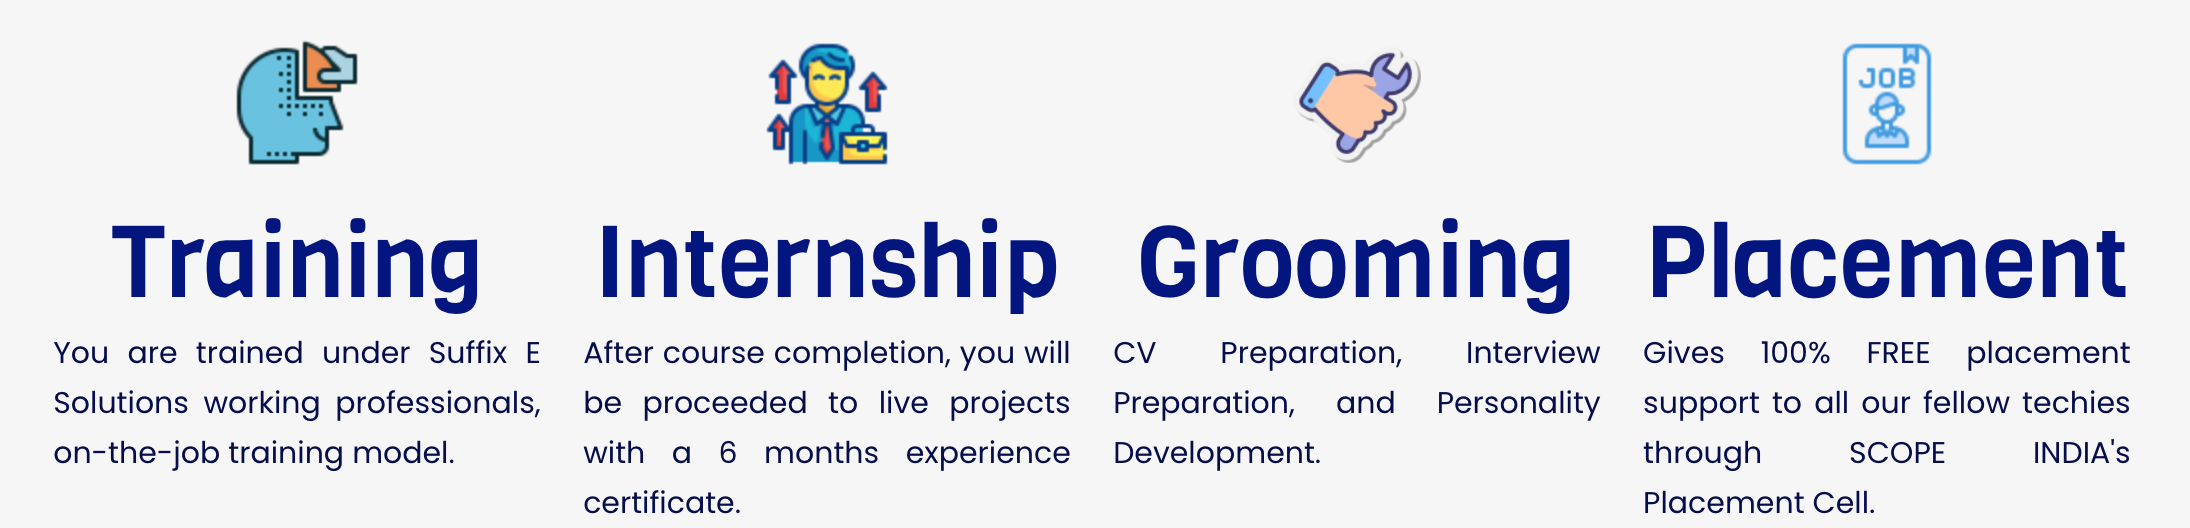 JOB
Training
You are trained under Suffix E
Solutions working professionals,
on-the-job training model.
Internship
After course completion, you will
be proceeded to live projects
with a 6 months experience
certificate.
Grooming
CV Preparation, Interview
Preparation, and Personality
Development.
Placement
Gives 100% FREE placement
support to all our fellow techies
through SCOPE INDIA's
Placement Cell.